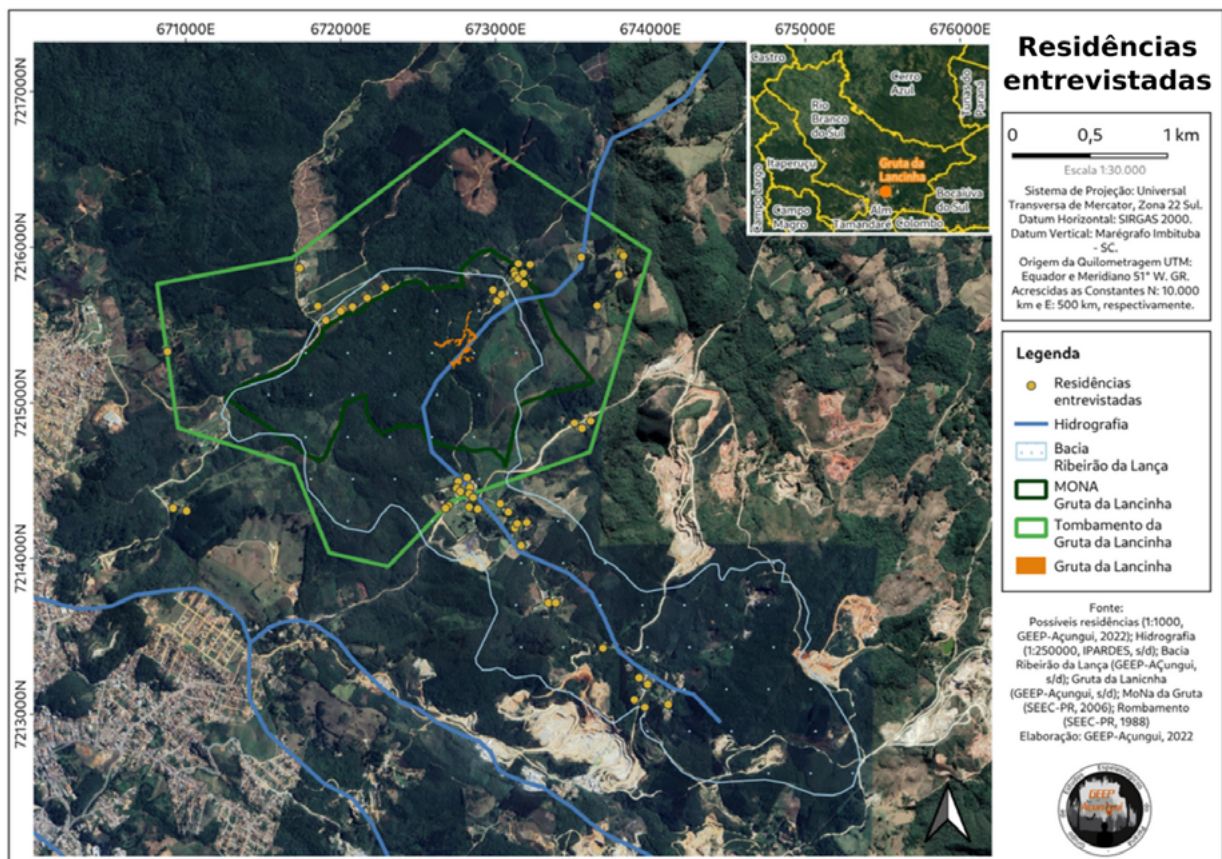 671000E
672000E
673000E
674000E
675000E
676000E
7217000N
7216000N
7215000N
7214000N
7213000N
Castro
Cerro
Azul
Tunas do
Paraná
Rio
Branco
do Sul
Itaperuçu
Gruta da
Lancinha
Campo Largo
Bocaiúva
do Sul
Campo
Magro
Alm
Tamandaré
Colombo
Residências
entrevistadas
0
0,5
1 km
Escala 1:30.000
Sistema de Projeção: Universal
Transversa de Mercator, Zona 22 Sul.
Datum Horizontal: SIRGAS 2000.
Datum Vertical: Marégrafo Imbituba
- SC.
Origem da Quilometragem UTM:
Equador e Meridiano 51° W. GR.
Acrescidas as Constantes N: 10.000
km e E: 500 km, respectivamente.
Legenda
Residências
entrevistadas
Hidrografia
Bacia
Ribeirão da Lança
MONA
Gruta da Lancinha
Tombamento da
Gruta da Lancinha
Gruta da Lancinha
Fonte:
Possíveis residências (1:1000,
GEEP-Açungui, 2022); Hidrografia
(1:250000, IPARDES, s/d); Bacia
Ribeirão da Lança (GEEP-AÇungui,
s/d); Gruta da Lanicnha
(GEEP-Açungui, s/d); MoNa da Gruta
(SEEC-PR, 2006); Rombamento
(SEEC-PR, 1988)
Elaboração: GEEP-Açungui, 2022
GEEP
Açungui